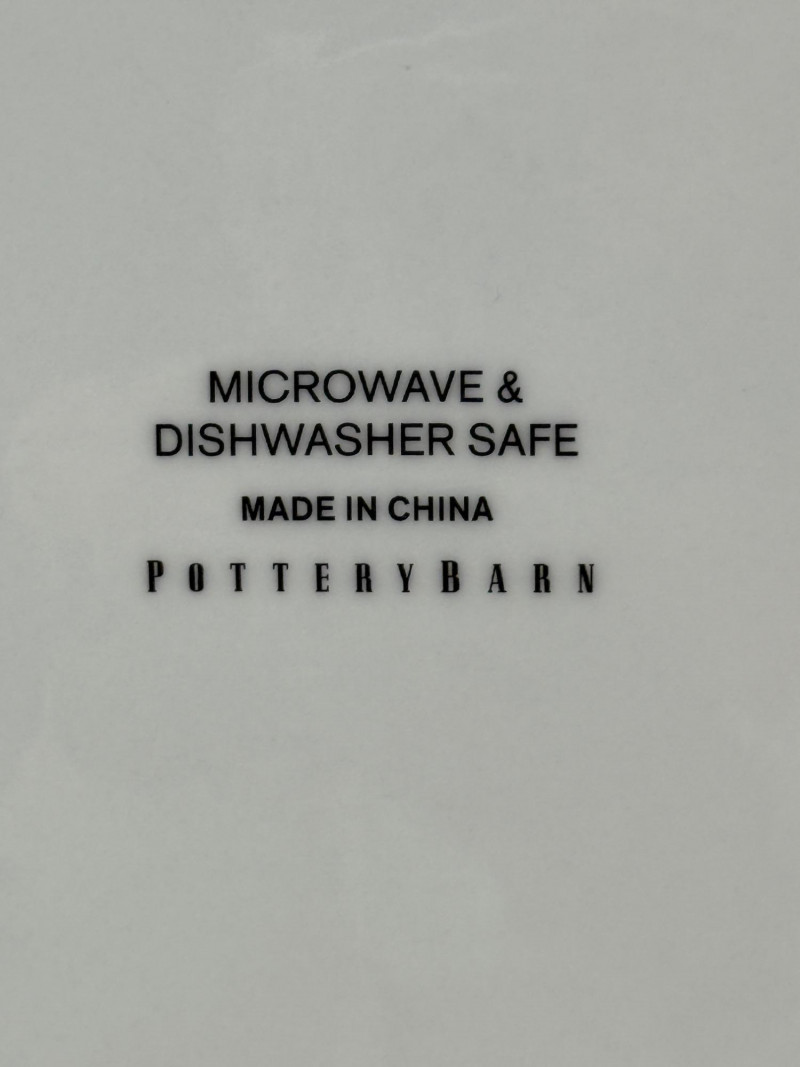 MICROWAVE &
DISHWASHER SAFE
MADE IN CHINA
POTTERYBARN